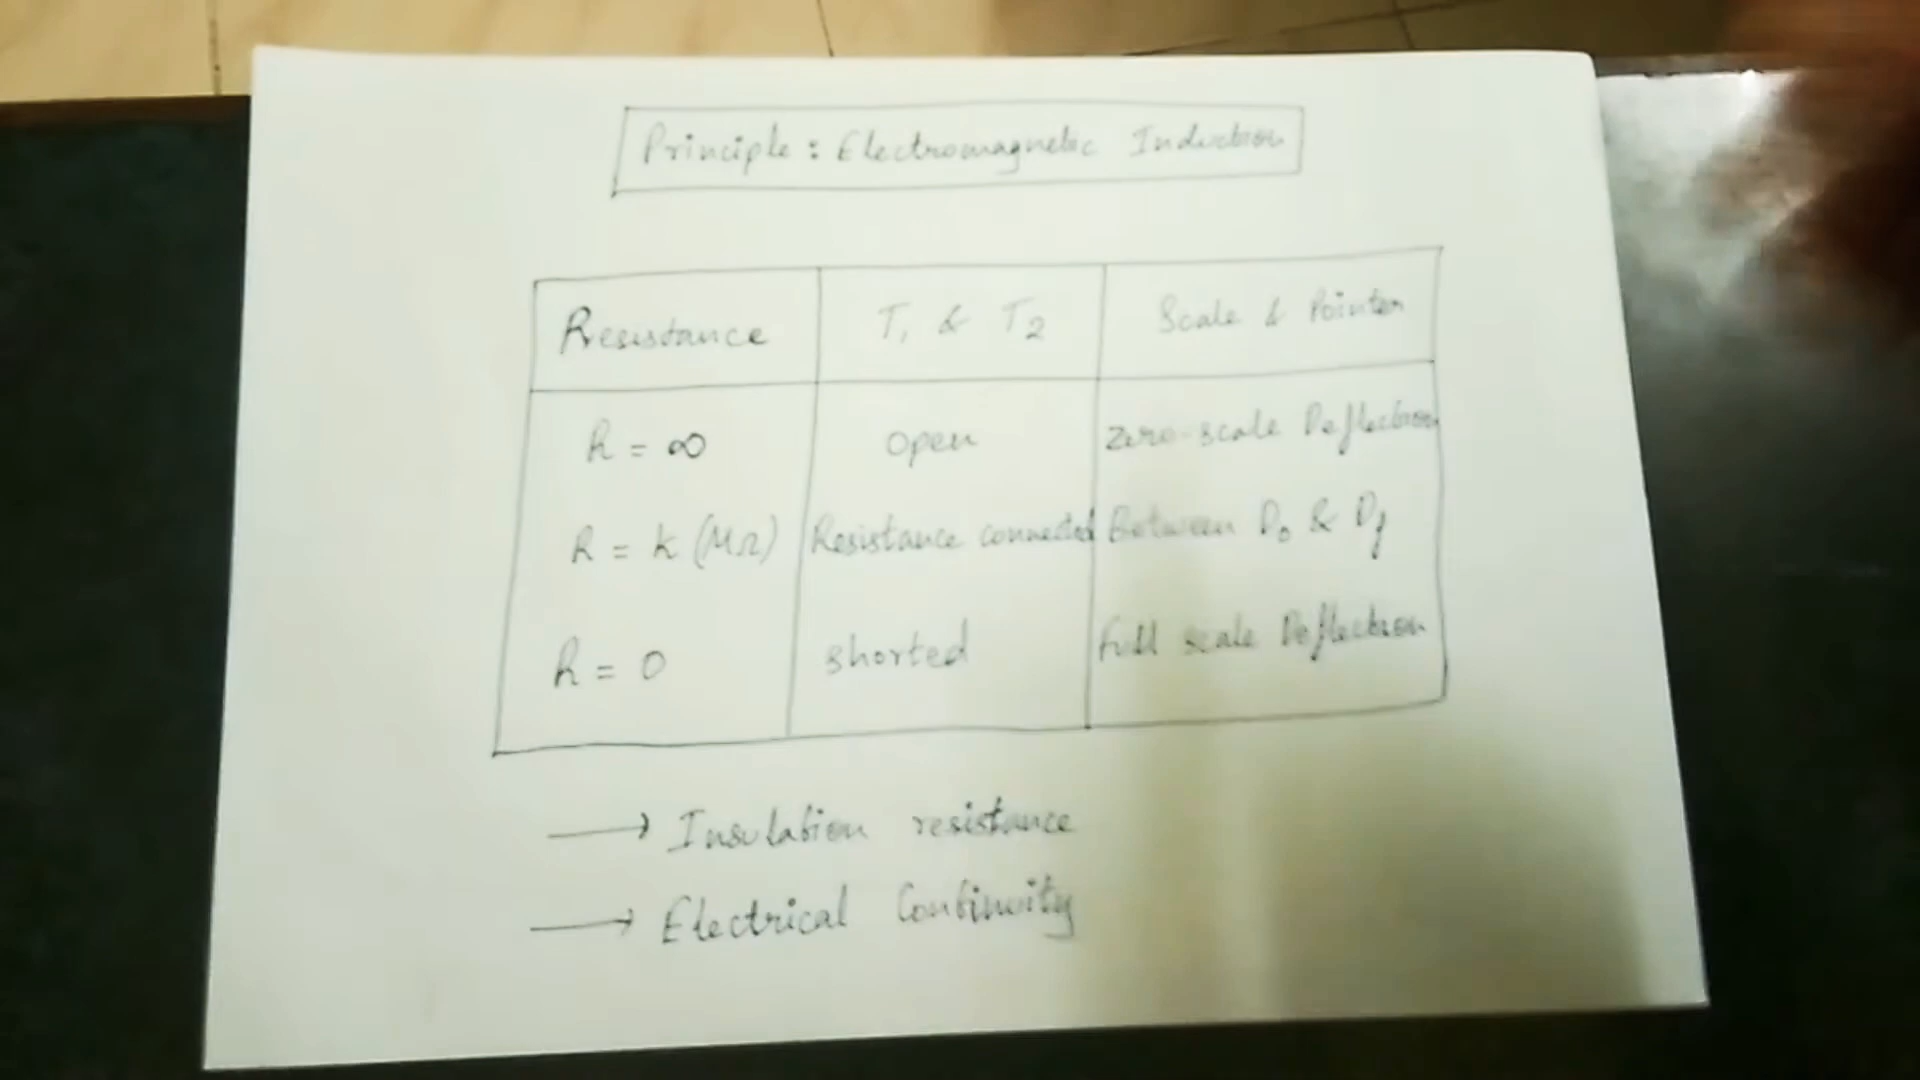 Principle: Electromagnetic Induction
Resistance T1 & T2 Scale & Pointer
R = ∞ open Zero-scale Deflection
R = K (MΩ) Resistance connected Between D0 & Df
R = 0 shorted Full scale Deflection
→ Insulation resistance
→ Electrical Continuity